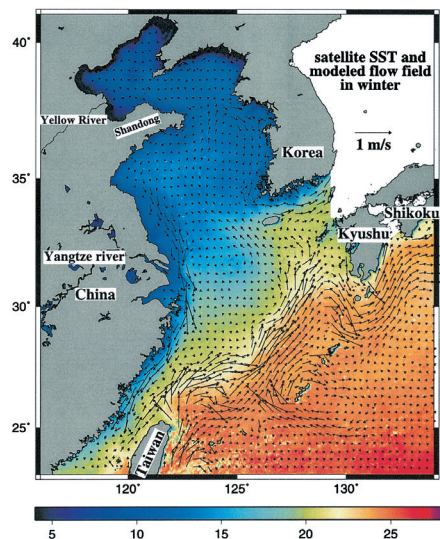 40°
satellite SST and
modeled flow field
in winter
Yellow River
Shandong
1 m/s
Korea
35°
Shikoku
Kyushu
Yangtze river
China
30°
25°
Taiwan
120°
125°
130°
5
10
15
20
25